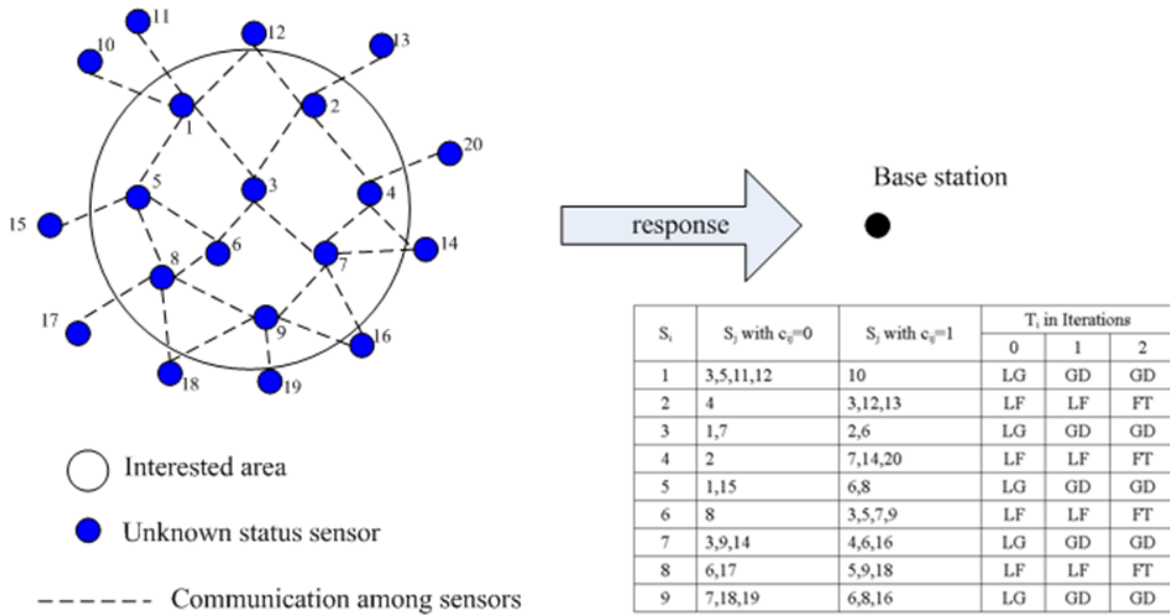 11
12
10
13
1
2
20
5
3
4
15
6
7
14
8
17
9
16
18
19
response
Base station
Interested area
Unknown status sensor
Communication among sensors
Sᵢ Sⱼ with cᵢⱼ=0 Sⱼ with cᵢⱼ=1 Tᵢ in Iterations
0 1 2
1 3,5,11,12 10 LG GD GD
2 4 3,12,13 LF LF FT
3 1,7 2,6 LG GD GD
4 2 7,14,20 LF LF FT
5 1,15 6,8 LG GD GD
6 8 3,5,7,9 LF LF FT
7 3,9,14 4,6,16 LG GD GD
8 6,17 5,9,18 LF LF FT
9 7,18,19 6,8,16 LG GD GD